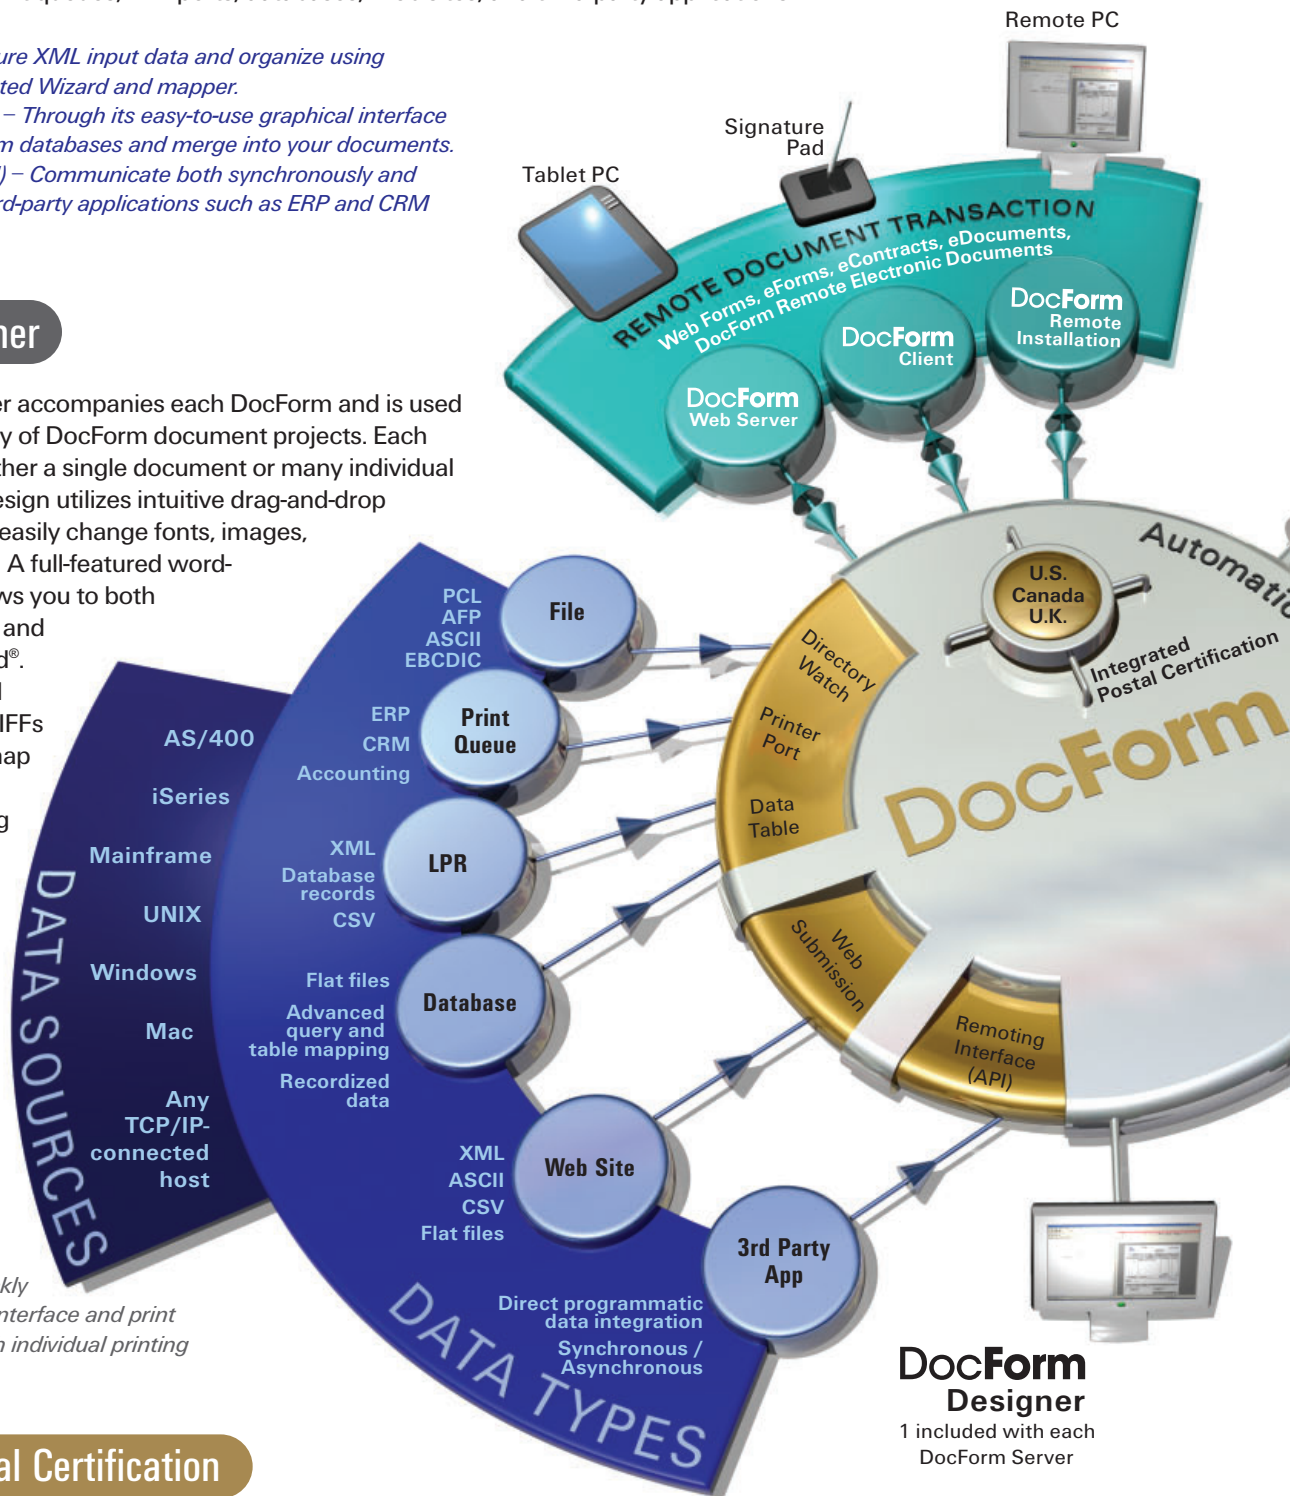 ure XML input data and organize using
ted Wizard and mapper.
– Through its easy-to-use graphical interface
m databases and merge into your documents.
) – Communicate both synchronously and
rd-party applications such as ERP and CRM
ner
er accompanies each DocForm and is used
y of DocForm document projects. Each
ther a single document or many individual
esign utilizes intuitive drag-and-drop
easily change fonts, images,
A full-featured word-
ws you to both
and
d®.
IFFs
nap
g
kly
nterface and print
n individual printing
al Certification
Remote PC
Signature
Pad
Tablet PC
REMOTE DOCUMENT TRANSACTION
Web Forms, eForms, eContracts, eDocuments,
DocForm Remote Electronic Documents
DocForm
Web Server
DocForm
Client
DocForm
Remote
Installation
Automatic
U.S.
Canada
U.K.
Integrated
Postal Certification
DocForm
Directory
Watch
Printer
Port
Data
Table
Web
Submission
Remoting
Interface
(API)
DATA SOURCES
AS/400
iSeries
Mainframe
UNIX
Windows
Mac
Any
TCP/IP-
connected
host
DATA TYPES
PCL
AFP
ASCII
EBCDIC
File
ERP
CRM
Accounting
Print
Queue
XML
Database
records
CSV
LPR
Flat files
Advanced
query and
table mapping
Recordized
data
Database
XML
ASCII
CSV
Flat files
Web Site
Direct programmatic
data integration
Synchronous /
Asynchronous
3rd Party
App
DocForm
Designer
1 included with each
DocForm Server